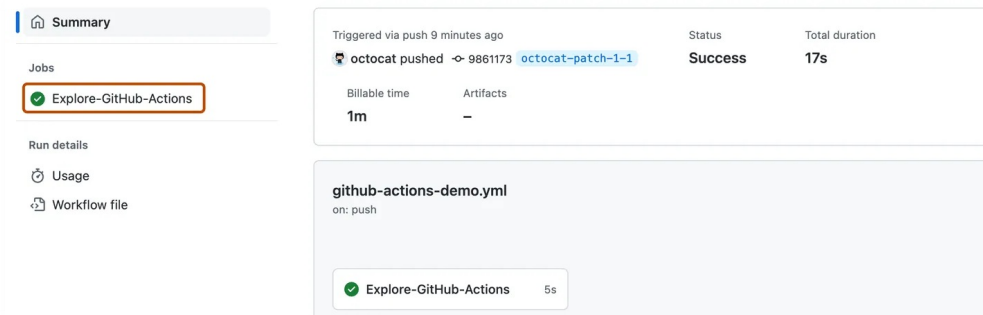 Summary
Jobs
Explore-GitHub-Actions
Run details
Usage
Workflow file
Triggered via push 9 minutes ago
octocat pushed 9861173 octocat-patch-1-1
Status
Success
Total duration
17s
Billable time
1m
Artifacts
–
github-actions-demo.yml
on: push
Explore-GitHub-Actions 5s